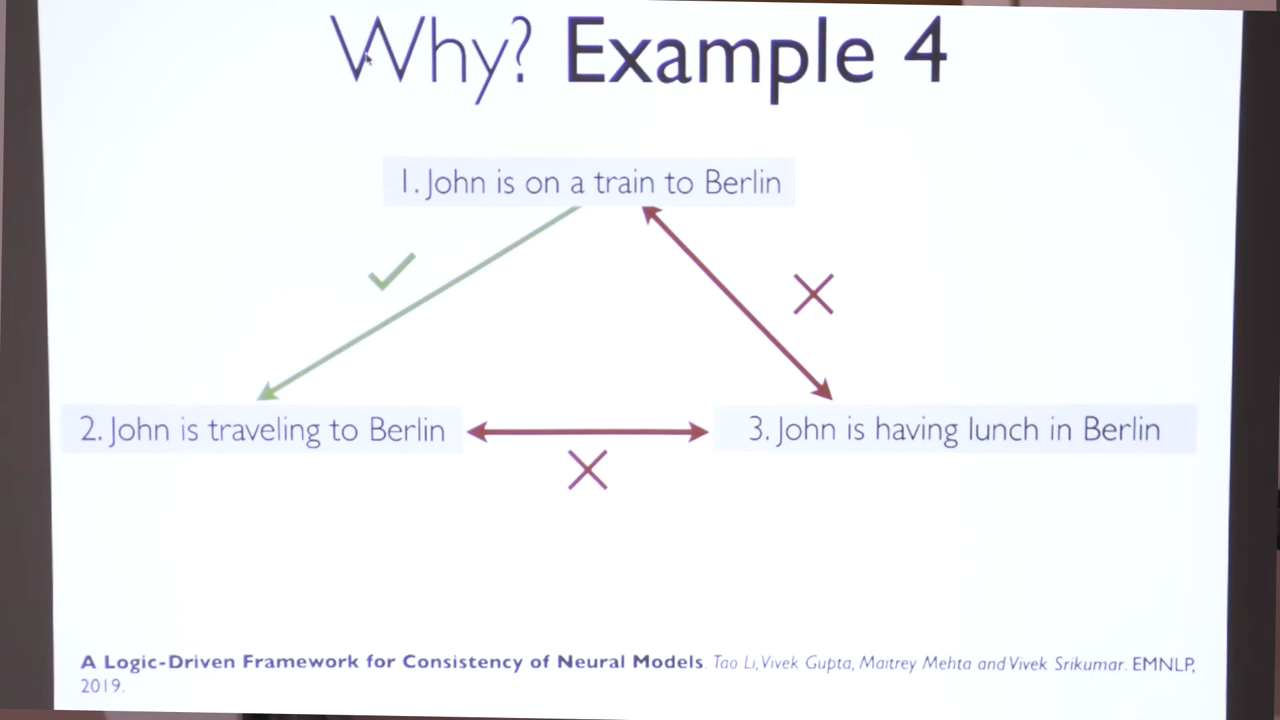 Why? Example 4
1. John is on a train to Berlin
2. John is traveling to Berlin
3. John is having lunch in Berlin
A Logic-Driven Framework for Consistency of Neural Models. Tao Li, Vivek Gupta, Maitrey Mehta and Vivek Srikumar. EMNLP,
2019.